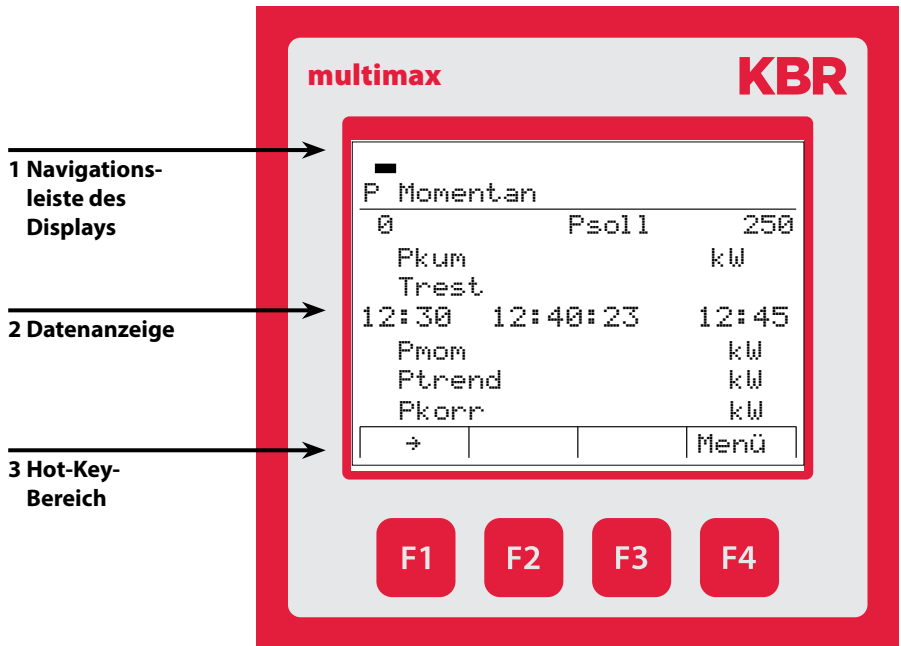 multimax KBR
1 Navigations-
leiste des
Displays
P Momentan
0 Psoll 250
Pkum kW
Trest
2 Datenanzeige
12:30 12:40:23 12:45
Pmom kW
Ptrend kW
Pkorr kW
3 Hot-Key-
Bereich
→ Menü
F1 F2 F3 F4